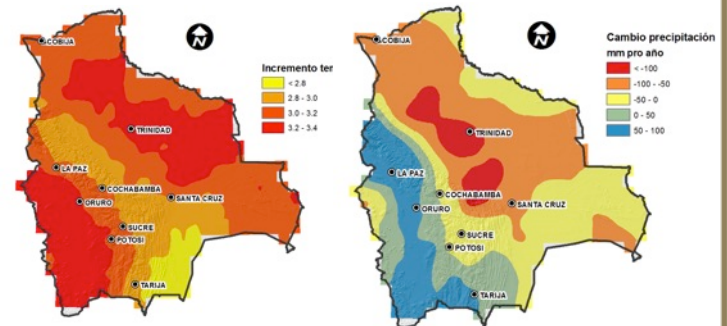 COBIJA
N
Incremento ter
< 2.8
2.8 - 3.0
3.0 - 3.2
3.2 - 3.4
TRINIDAD
LA PAZ
COCHABAMBA
ORURO
SANTA CRUZ
SUCRE
POTOSI
TARIJA
COBIJA
N
Cambio precipitación
mm pro año
< -100
-100 - -50
-50 - 0
0 - 50
50 - 100
TRINIDAD
LA PAZ
COCHABAMBA
ORURO
SANTA CRUZ
SUCRE
POTOSI
TARIJA